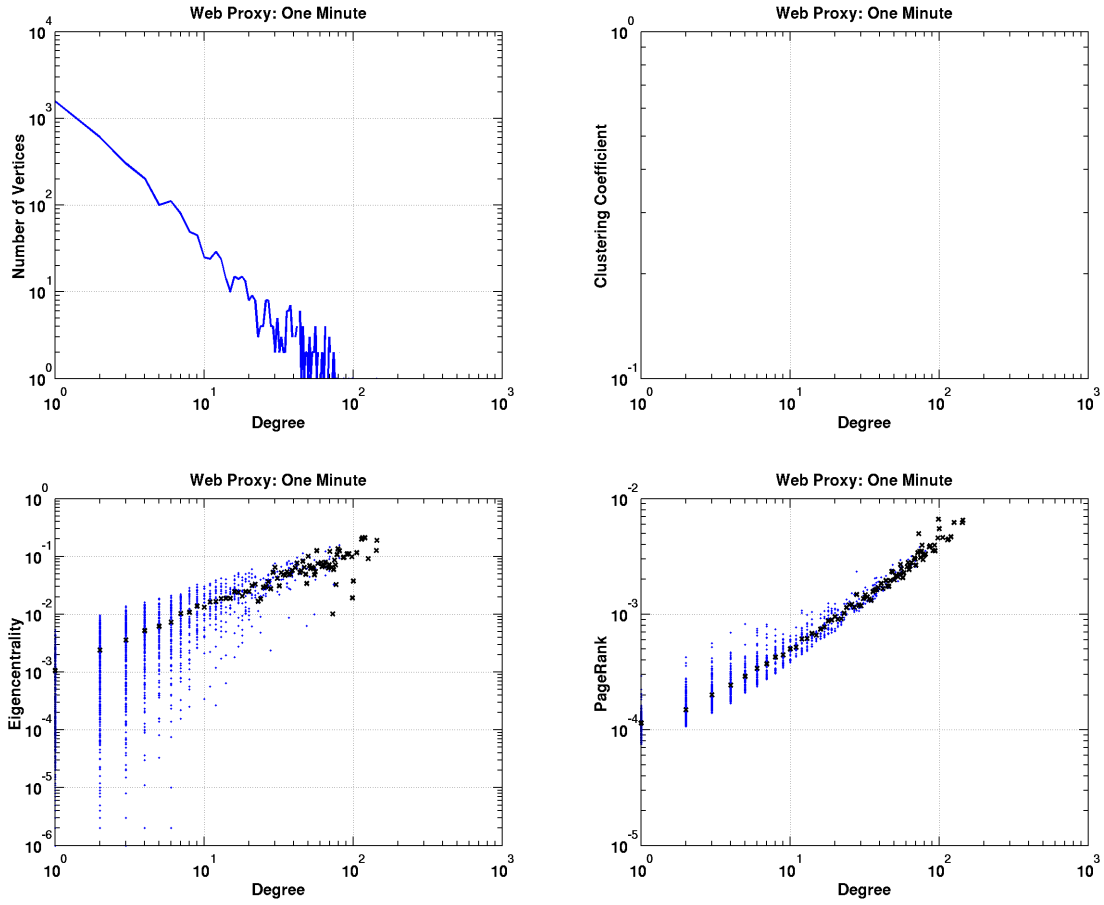 Web Proxy: One Minute
Number of Vertices
10^4
10^3
10^2
10^1
10^0
10^0 10^1 10^2 10^3
Degree
Web Proxy: One Minute
Clustering Coefficient
10^0
10^-1
10^0 10^1 10^2 10^3
Degree
Web Proxy: One Minute
Eigencentrality
10^0
10^-1
10^-2
10^-3
10^-4
10^-5
10^-6
10^0 10^1 10^2 10^3
Degree
Web Proxy: One Minute
PageRank
10^-2
10^-3
10^-4
10^-5
10^0 10^1 10^2 10^3
Degree